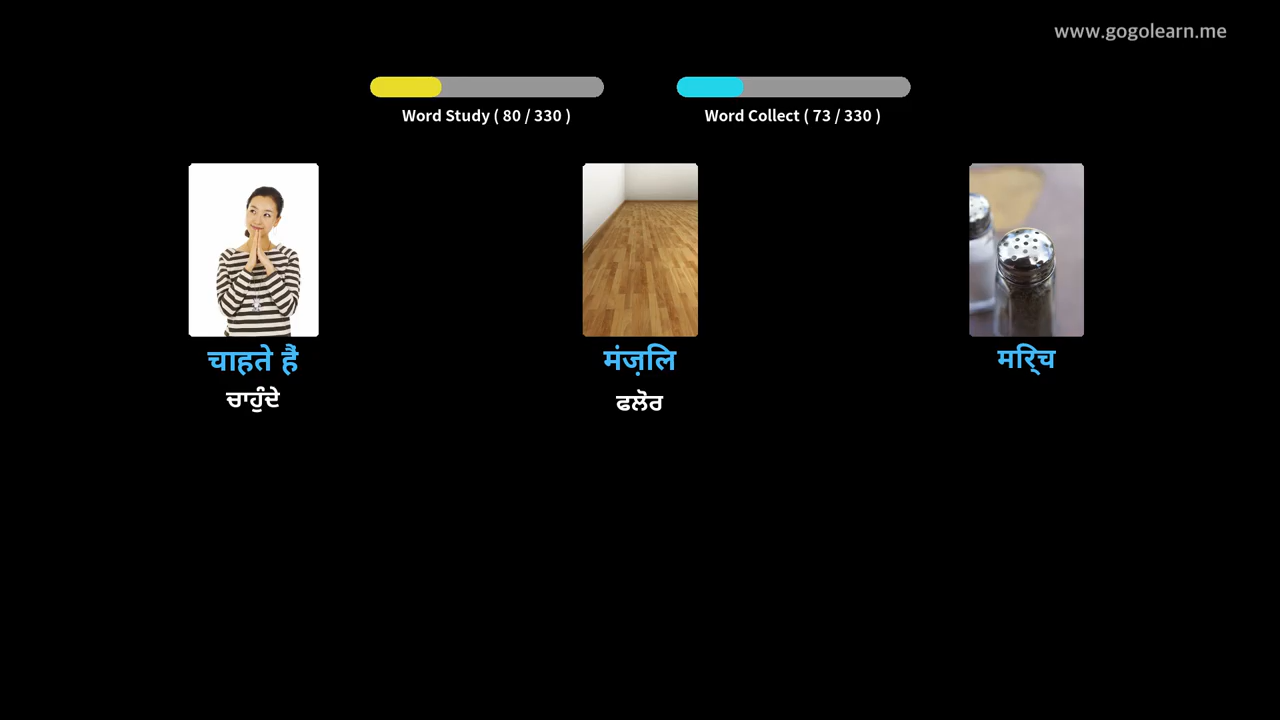 www.gogolearn.me
Word Study ( 80 / 330 )
Word Collect ( 73 / 330 )
चाहते हैं
ਚਾਹੁੰਦੇ
मंज़लि
ਫਲੋਰ
मरि्च